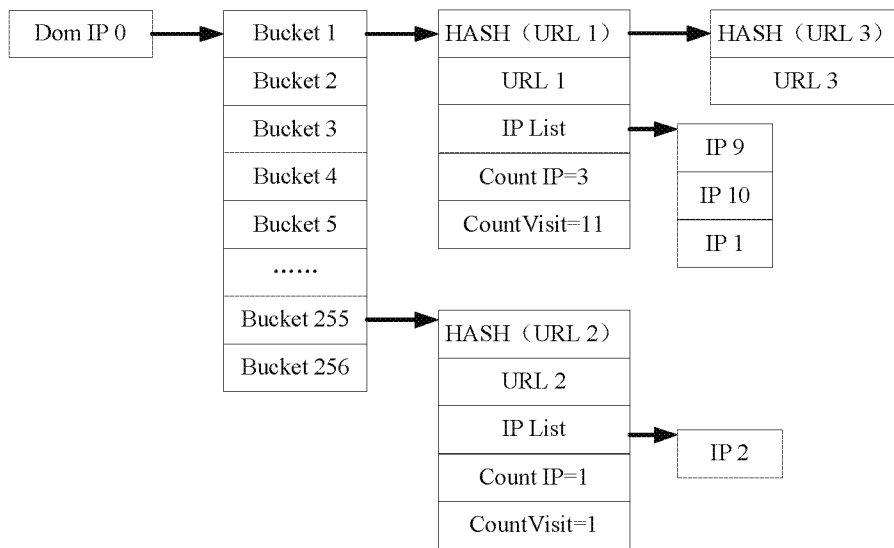 Dom IP 0
Bucket 1
Bucket 2
Bucket 3
Bucket 4
Bucket 5
……
Bucket 255
Bucket 256
HASH（URL 1）
URL 1
IP List
Count IP=3
CountVisit=11
HASH（URL 3）
URL 3
IP 9
IP 10
IP 1
HASH（URL 2）
URL 2
IP List
Count IP=1
CountVisit=1
IP 2